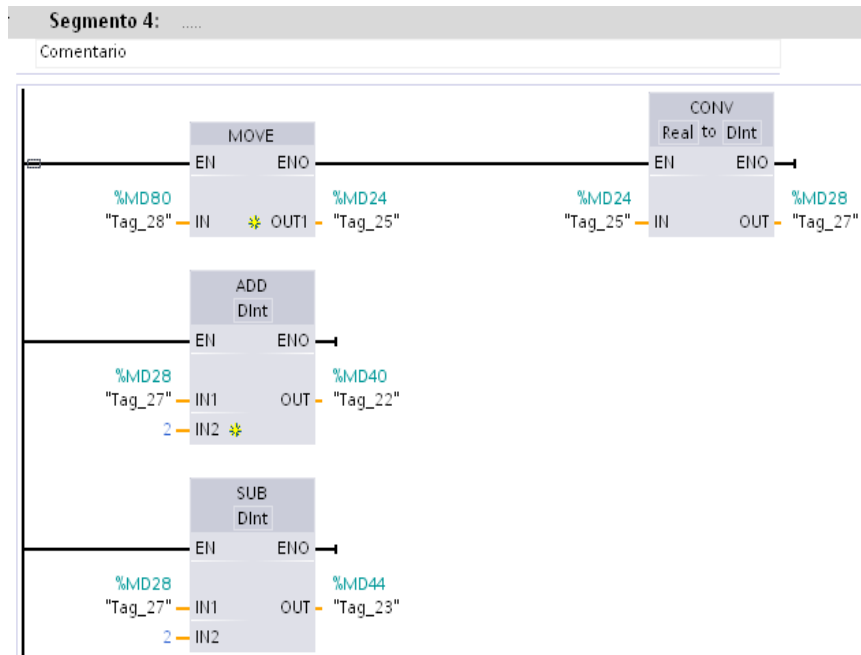 Segmento 4: .....
Comentario
MOVE
EN ENO
%MD80 %MD24
"Tag_28" IN OUT1 "Tag_25"
CONV
Real to DInt
EN ENO
%MD24 %MD28
"Tag_25" IN OUT "Tag_27"
ADD
DInt
EN ENO
%MD28 %MD40
"Tag_27" IN1 OUT "Tag_22"
2 IN2
SUB
DInt
EN ENO
%MD28 %MD44
"Tag_27" IN1 OUT "Tag_23"
2 IN2